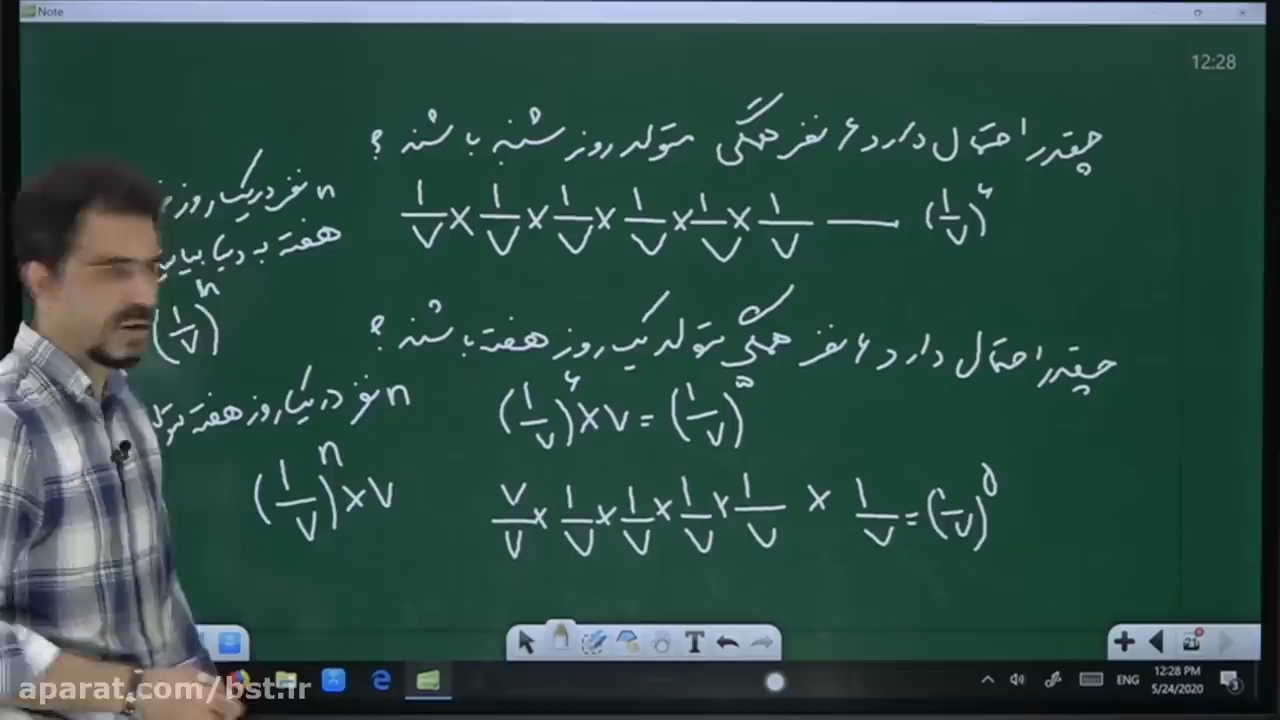 Note
12:28
چقدر احتمال دارد ۶ نفر همگی متولد روز شنبه باشند ؟
۱/۷ × ۱/۷ × ۱/۷ × ۱/۷ × ۱/۷ × ۱/۷ — (۱/۷)^۶
چقدر احتمال دارد ۶ نفر همگی متولد یک روز هفته باشند ؟
(۱/۷)^۶ × ۷ = (۱/۷)^۵
۷/۷ × ۱/۷ × ۱/۷ × ۱/۷ × ۱/۷ × ۱/۷ = (۱/۷)^۵
n نفر در یک روز
هفته به دنیا
(۱/۷)^n
n نفر در یک روز هفته
(۱/۷)^n × ۷
T
21
ENG
12:28 PM
5/24/2020
3
aparat.com/bst.ir